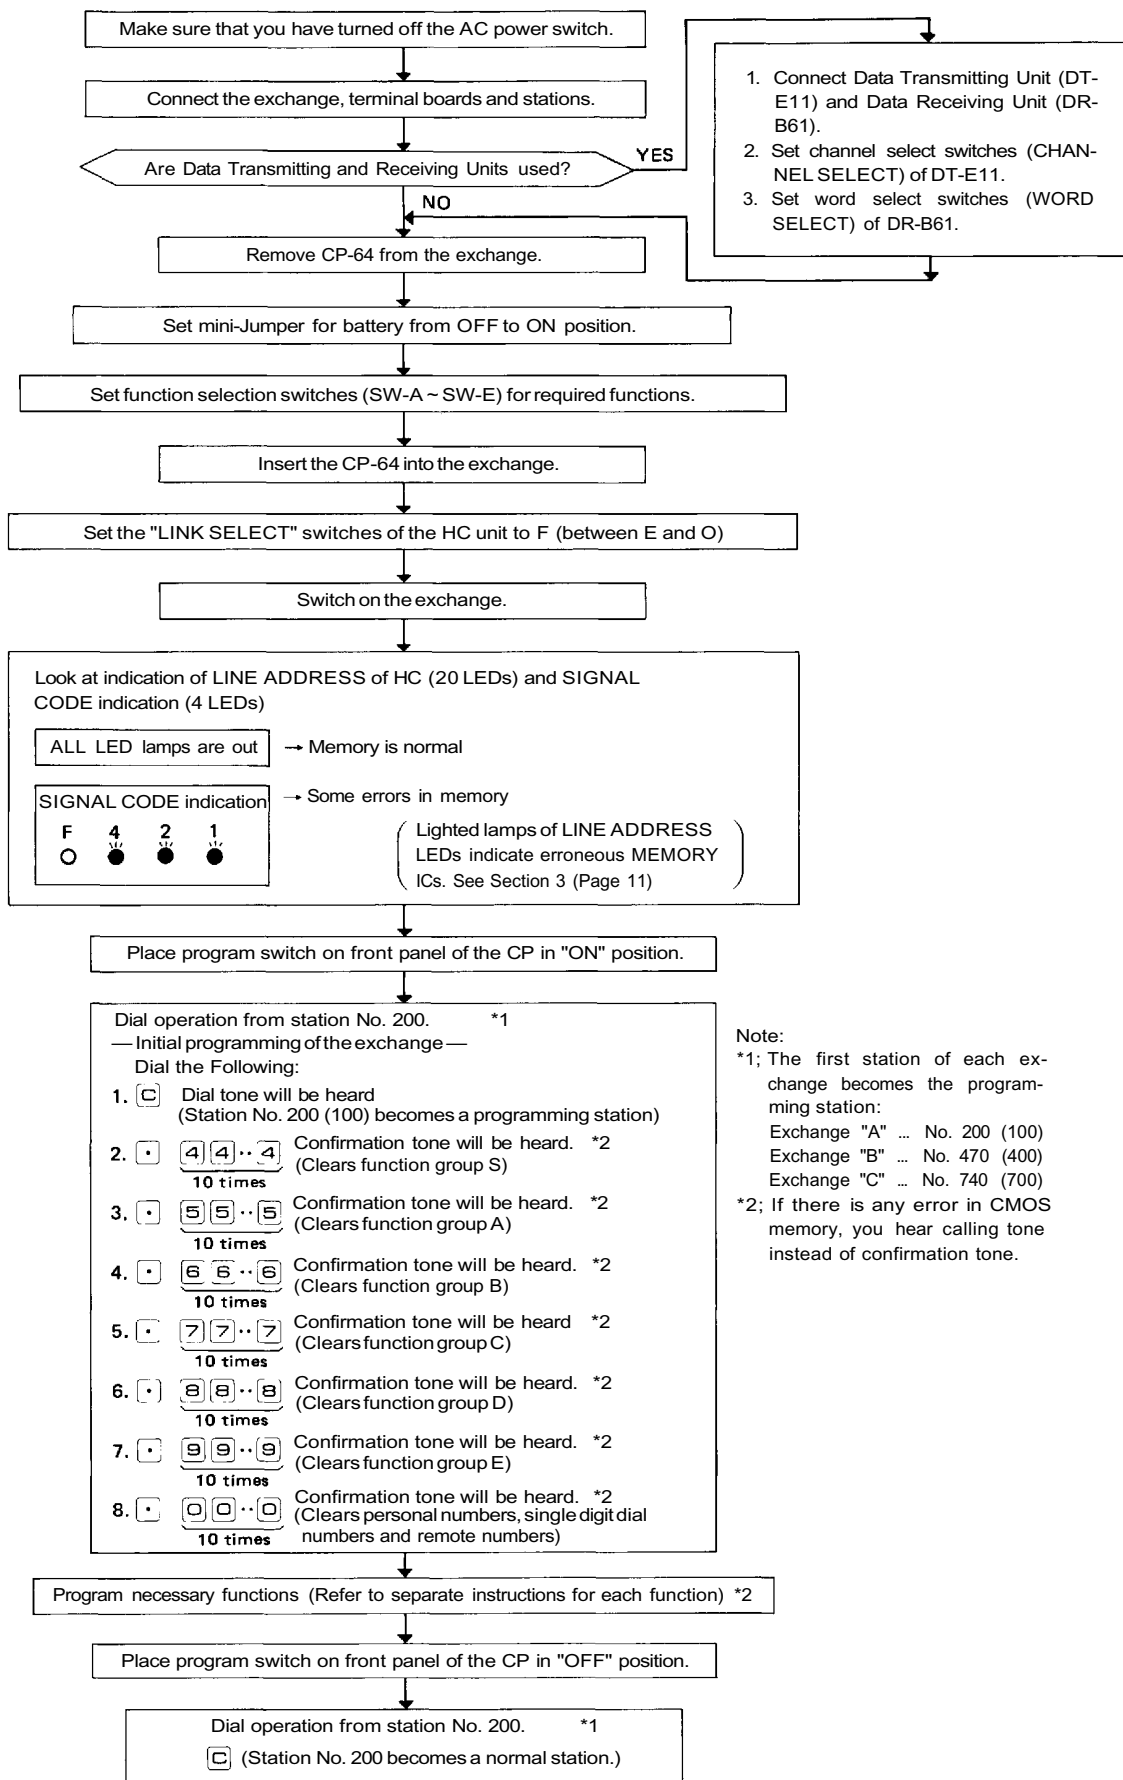 Make sure that you have turned off the AC power switch.
Connect the exchange, terminal boards and stations.
Are Data Transmitting and Receiving Units used?
YES
1. Connect Data Transmitting Unit (DT-
E11) and Data Receiving Unit (DR-
B61).
2. Set channel select switches (CHAN-
NEL SELECT) of DT-E11.
3. Set word select switches (WORD
SELECT) of DR-B61.
NO
Remove CP-64 from the exchange.
Set mini-Jumper for battery from OFF to ON position.
Set function selection switches (SW-A ~ SW-E) for required functions.
Insert the CP-64 into the exchange.
Set the "LINK SELECT" switches of the HC unit to F (between E and O)
Switch on the exchange.
Look at indication of LINE ADDRESS of HC (20 LEDs) and SIGNAL
CODE indication (4 LEDs)
ALL LED lamps are out → Memory is normal
SIGNAL CODE indication → Some errors in memory
F 4 2 1
( Lighted lamps of LINE ADDRESS
LEDs indicate erroneous MEMORY
ICs. See Section 3 (Page 11) )
Place program switch on front panel of the CP in "ON" position.
Dial operation from station No. 200. *1
— Initial programming of the exchange —
Dial the Following:
1. C Dial tone will be heard
(Station No. 200 (100) becomes a programming station)
2. · 4 4 ·· 4 Confirmation tone will be heard. *2
(Clears function group S)
10 times
3. · 5 5 ·· 5 Confirmation tone will be heard. *2
(Clears function group A)
10 times
4. · 6 6 ·· 6 Confirmation tone will be heard. *2
(Clears function group B)
10 times
5. · 7 7 ·· 7 Confirmation tone will be heard *2
(Clears function group C)
10 times
6. · 8 8 ·· 8 Confirmation tone will be heard. *2
(Clears function group D)
10 times
7. · 9 9 ·· 9 Confirmation tone will be heard. *2
(Clears function group E)
10 times
8. · 0 0 ·· 0 Confirmation tone will be heard. *2
(Clears personal numbers, single digit dial
10 times numbers and remote numbers)
Note:
*1; The first station of each ex-
change becomes the program-
ming station:
Exchange "A" ... No. 200 (100)
Exchange "B" ... No. 470 (400)
Exchange "C" ... No. 740 (700)
*2; If there is any error in CMOS
memory, you hear calling tone
instead of confirmation tone.
Program necessary functions (Refer to separate instructions for each function) *2
Place program switch on front panel of the CP in "OFF" position.
Dial operation from station No. 200. *1
C (Station No. 200 becomes a normal station.)